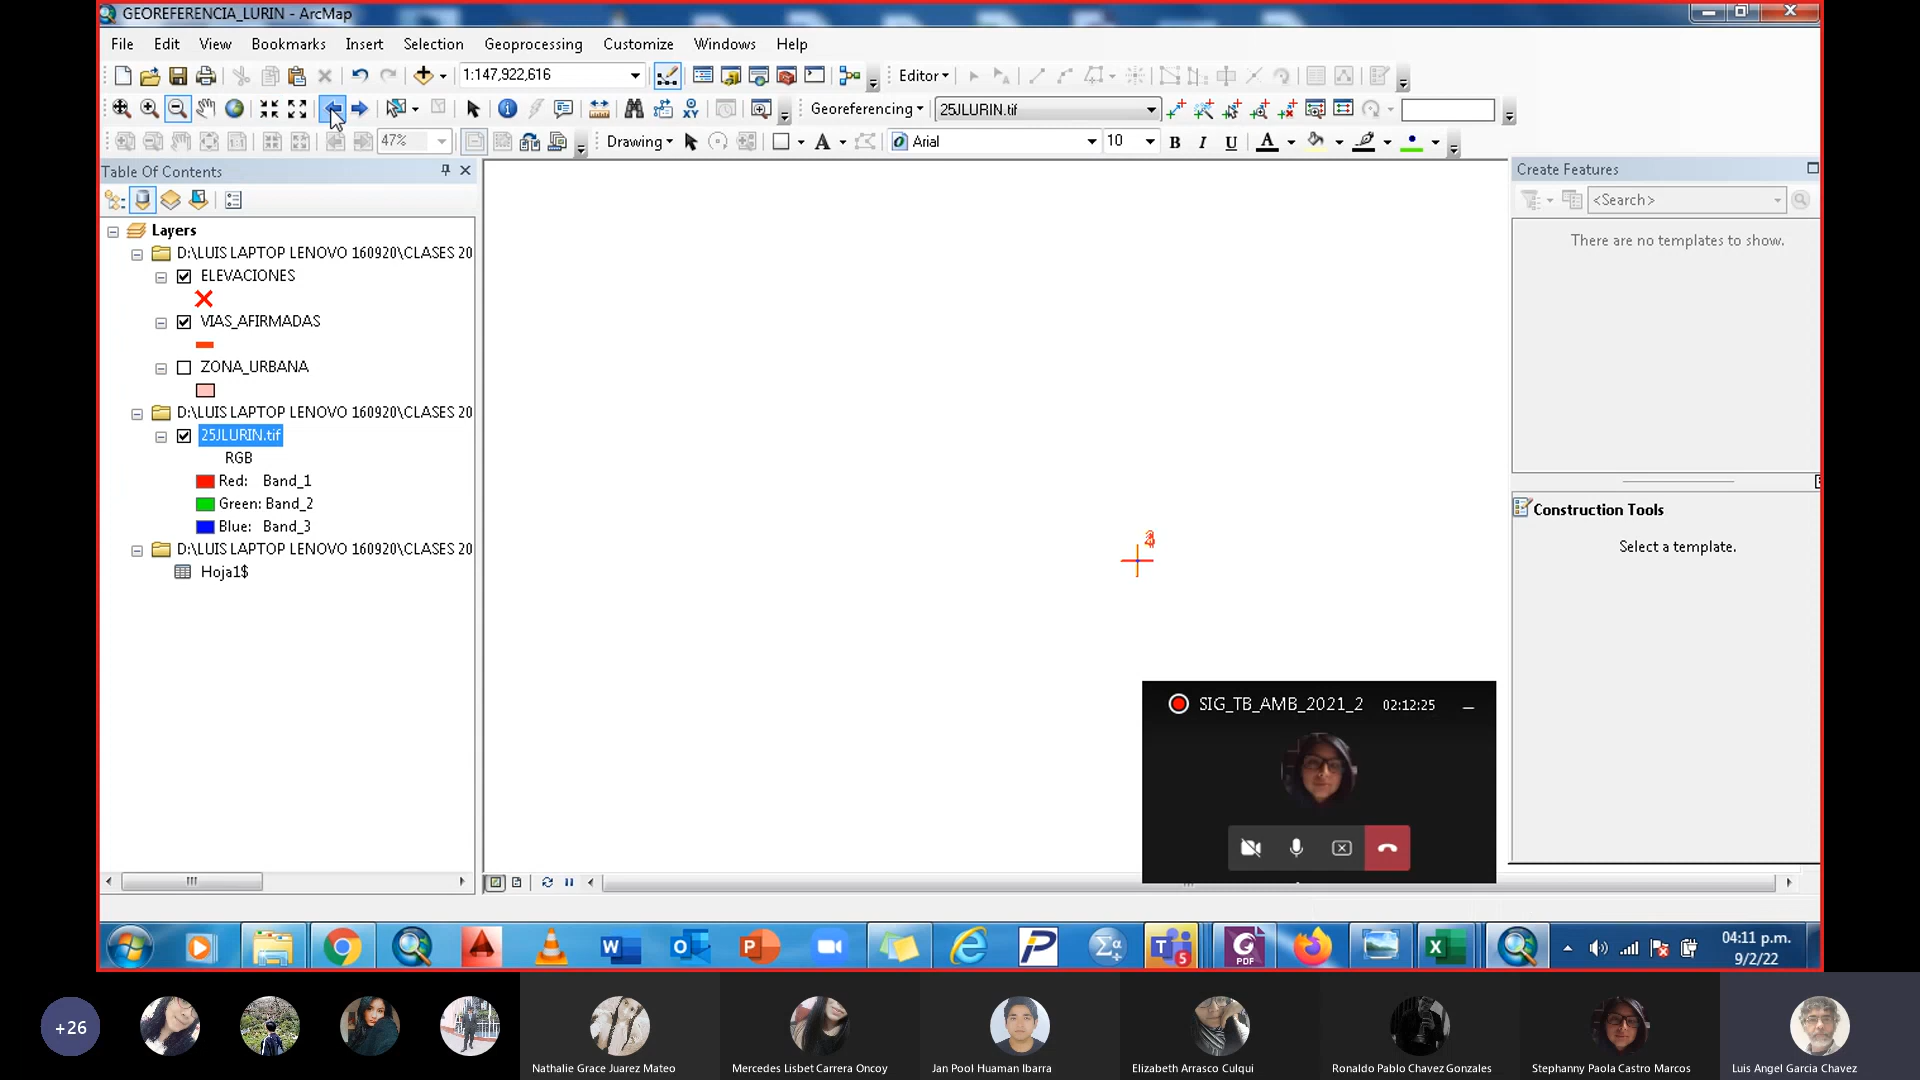 GEOREFERENCIA_LURIN - ArcMap
File Edit View Bookmarks Insert Selection Geoprocessing Customize Windows Help
1:147,922,616
Editor
Georeferencing
25JLURIN.tif
47%
Drawing
A
Arial
10
B I U A
Table Of Contents
Layers
D:\LUIS LAPTOP LENOVO 160920\CLASES 20
ELEVACIONES
VIAS_AFIRMADAS
ZONA_URBANA
D:\LUIS LAPTOP LENOVO 160920\CLASES 20
25JLURIN.tif
RGB
Red: Band_1
Green: Band_2
Blue: Band_3
D:\LUIS LAPTOP LENOVO 160920\CLASES 20
Hoja1$
Create Features
<Search>
There are no templates to show.
Construction Tools
Select a template.
SIG_TB_AMB_2021_2 02:12:25
04:11 p.m.
9/2/22
+26
Nathalie Grace Juarez Mateo
Mercedes Lisbet Carrera Oncoy
Jan Pool Huaman Ibarra
Elizabeth Arrasco Culqui
Ronaldo Pablo Chavez Gonzales
Stephanny Paola Castro Marcos
Luis Angel Garcia Chavez